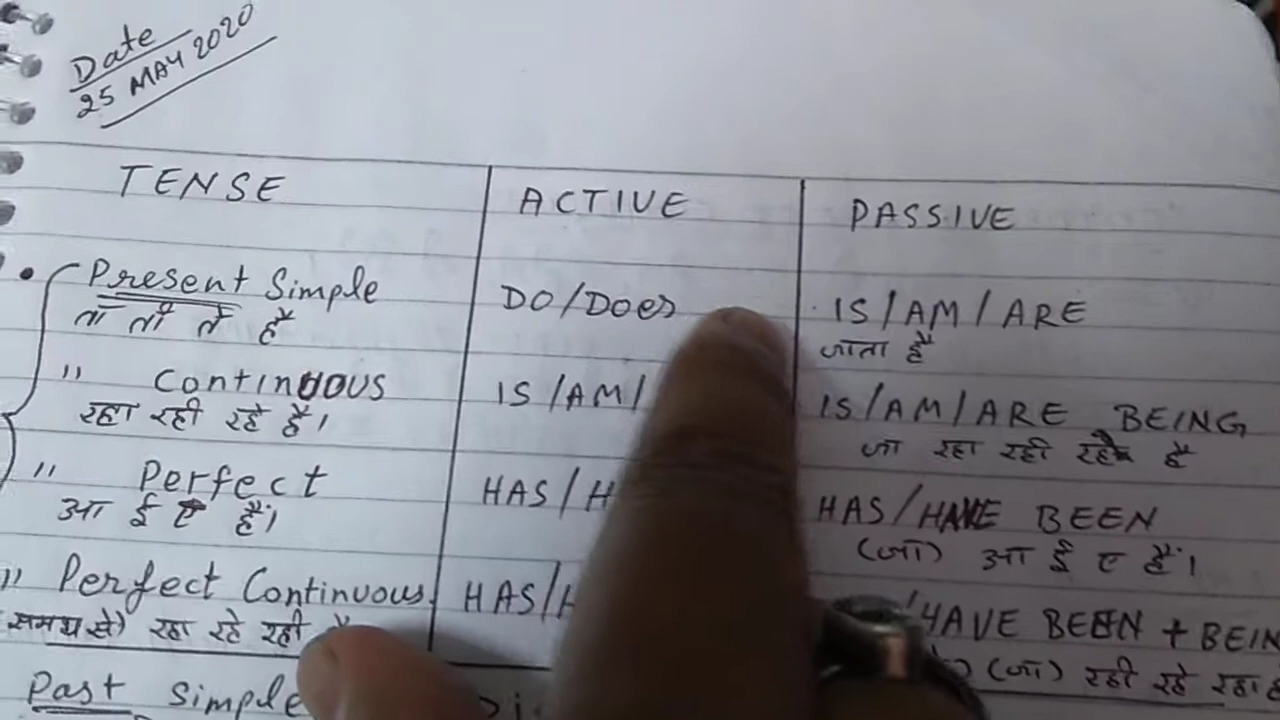 Date
25 MAY 2020
TENSE ACTIVE PASSIVE
Present Simple DO/Does IS/AM/ARE
ता ती ते हैं जाता है
" Continuous IS/AM/ IS/AM/ARE BEING
रहा रही रहे हैं। जा रहा रही रहे है
" Perfect HAS/H HAS/HAVE BEEN
आ ई ए हैं। (जा) आ ई ए हैं।
" Perfect Continuous HAS/H HAVE BEEN + BEIN
(समय से) रहा रहे रही (जा) रही रहे रहा
Past Simple